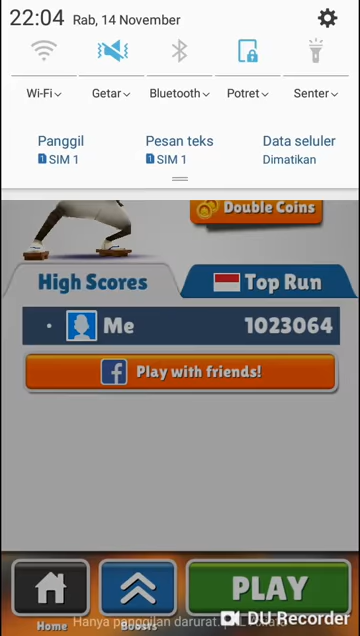 22:04 Rab, 14 November
Wi-Fi Getar Bluetooth Potret Senter
Panggil Pesan teks Data seluler
1 SIM 1 1 SIM 1 Dimatikan
Double Coins
High Scores Top Run
Me 1023064
f Play with friends!
PLAY
Home Boosts
Hanya panggilan darurat.
DU Recorder